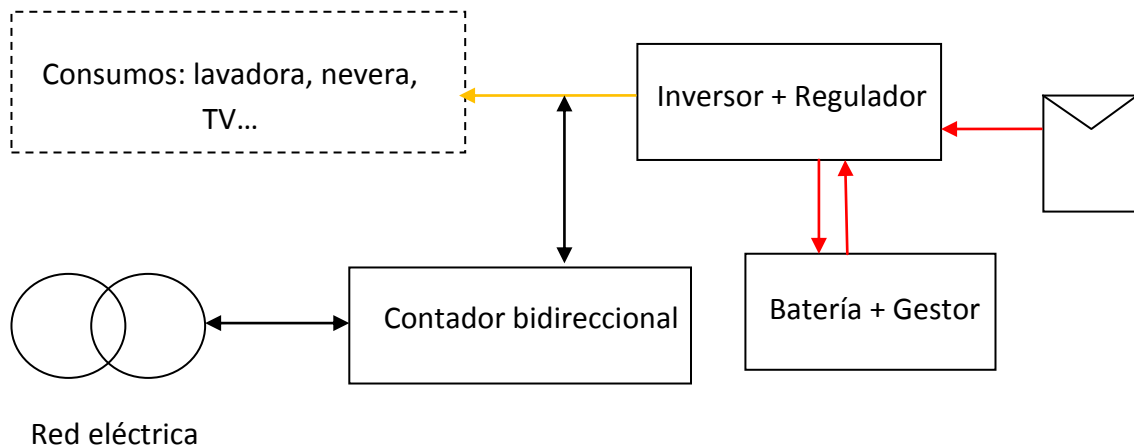 Consumos: lavadora, nevera,
TV…
Inversor + Regulador
Batería + Gestor
Contador bidireccional
Red eléctrica